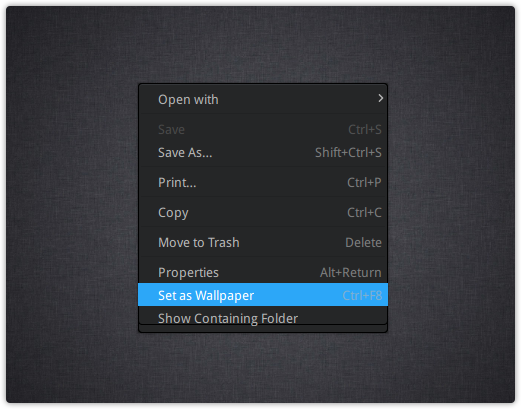 Open with
Save Ctrl+S
Save As... Shift+Ctrl+S
Print... Ctrl+P
Copy Ctrl+C
Move to Trash Delete
Properties Alt+Return
Set as Wallpaper Ctrl+F8
Show Containing Folder